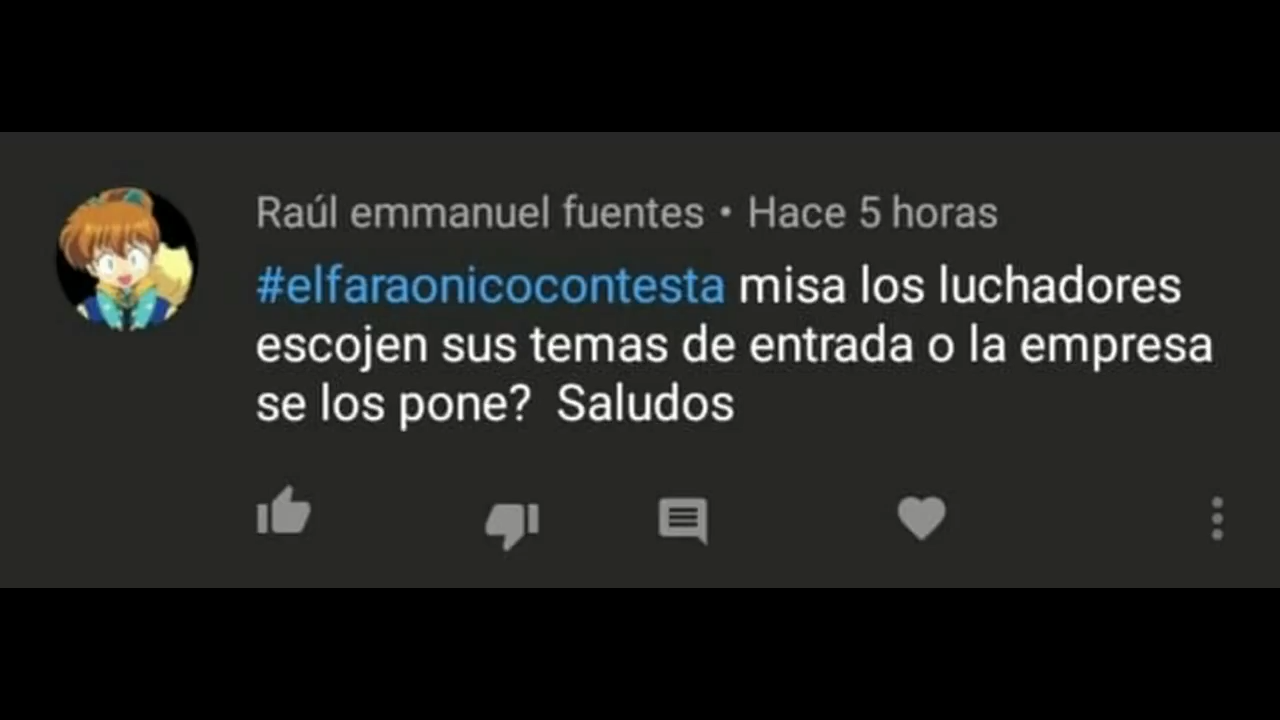 Raúl emmanuel fuentes • Hace 5 horas
#elfaraonicocontesta misa los luchadores
escojen sus temas de entrada o la empresa
se los pone?  Saludos